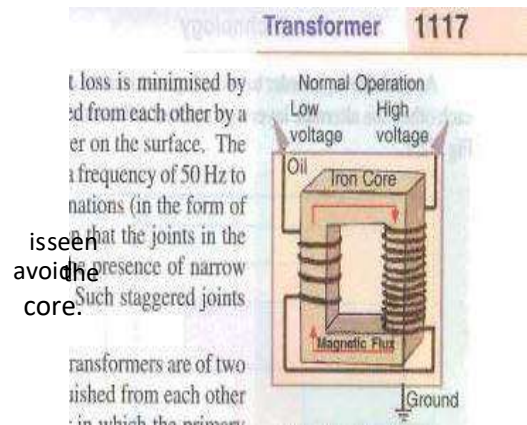 Transformer 1117
t loss is minimised by
ed from each other by a
er on the surface. The
a frequency of 50 Hz to
nations (in the form of
n that the joints in the
isseen
avoid the presence of narrow
core. Such staggered joints
ransformers are of two
uished from each other
in which the primary
Normal Operation
Low High
voltage voltage
Oil
Iron Core
Magnetic Flux
Ground